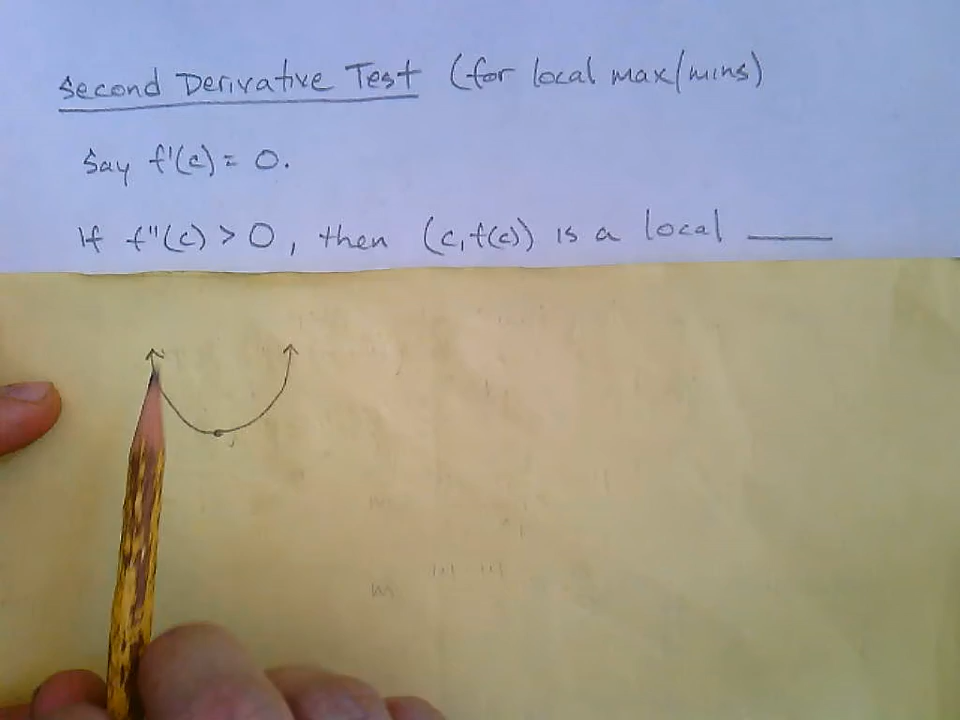 Second Derivative Test (for local max/mins)
Say f'(c) = 0.
If f"(c) > 0, then (c, f(c)) is a local ____